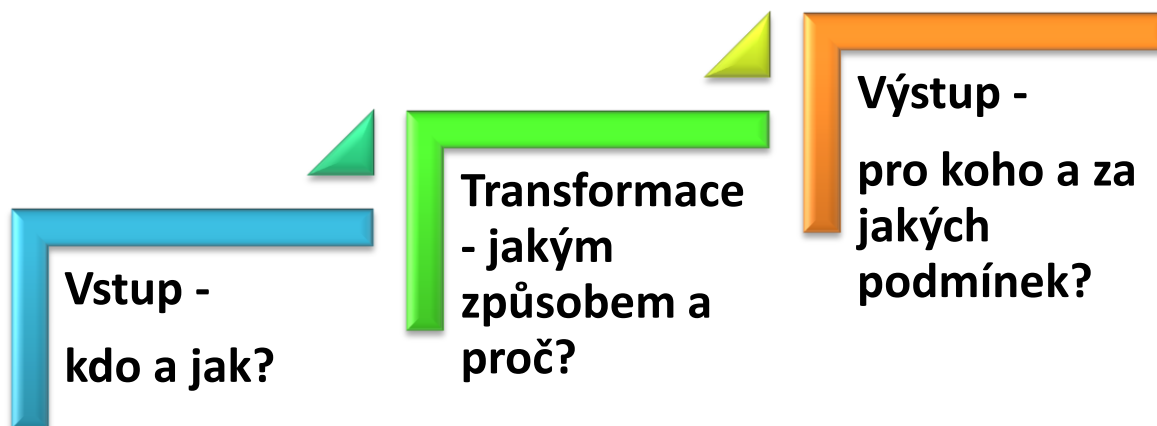 Vstup -
kdo a jak?
Transformace
- jakým
způsobem a
proč?
Výstup -
pro koho a za
jakých
podmínek?